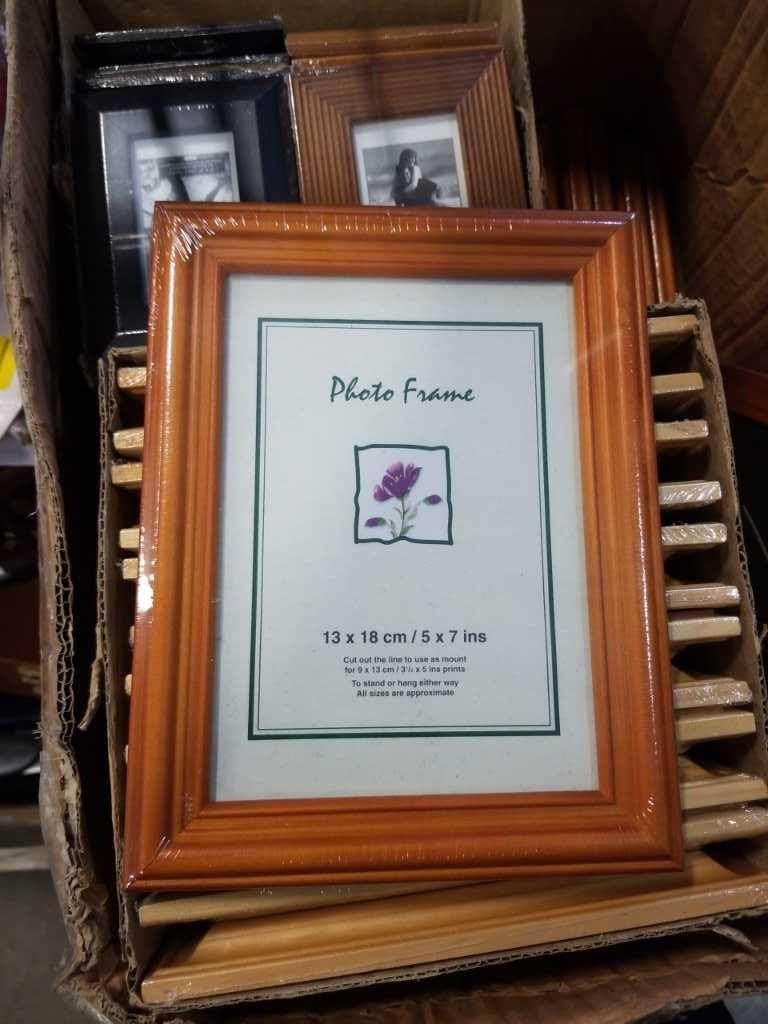 Photo Frame
13 x 18 cm / 5 x 7 ins
Cut out the line to use as mount
for 9 x 13 cm / 3½ x 5 ins prints
To stand or hang either way
All sizes are approximate